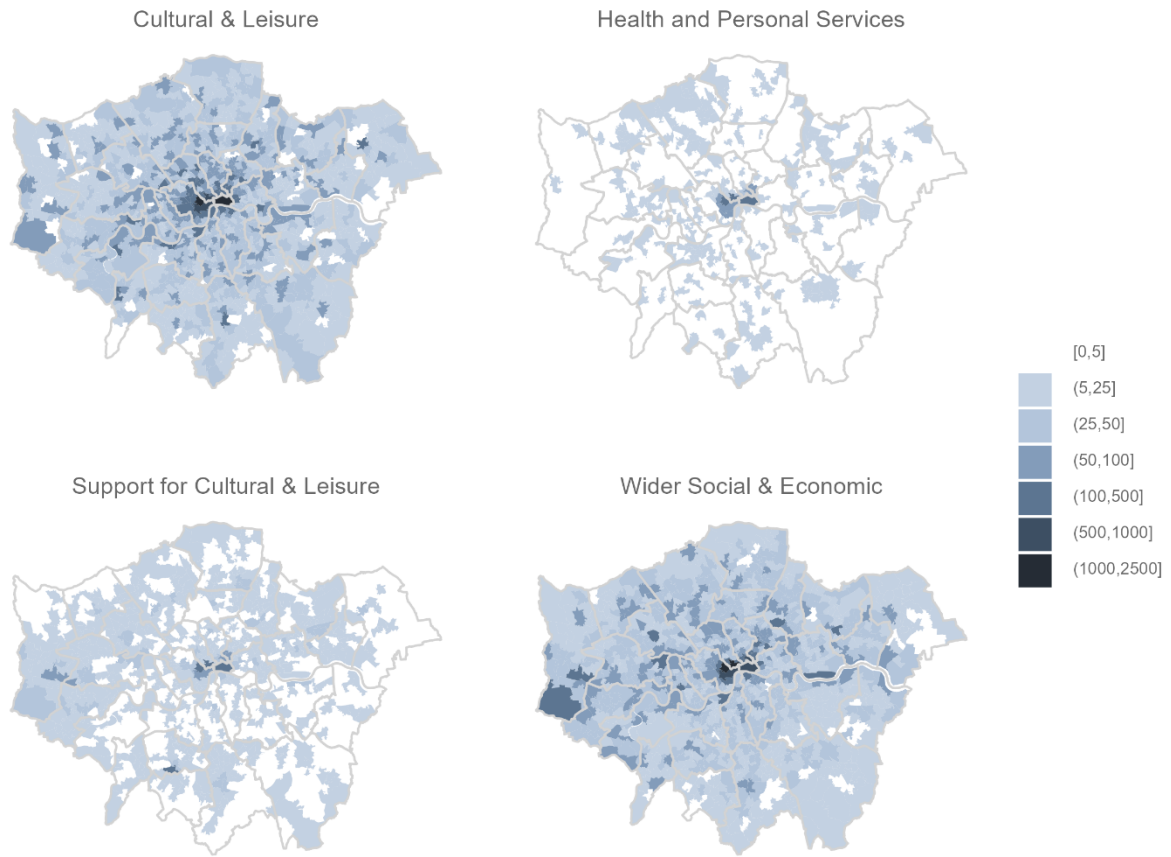 Cultural & Leisure
Health and Personal Services
Support for Cultural & Leisure
Wider Social & Economic
[0,5]
(5,25]
(25,50]
(50,100]
(100,500]
(500,1000]
(1000,2500]